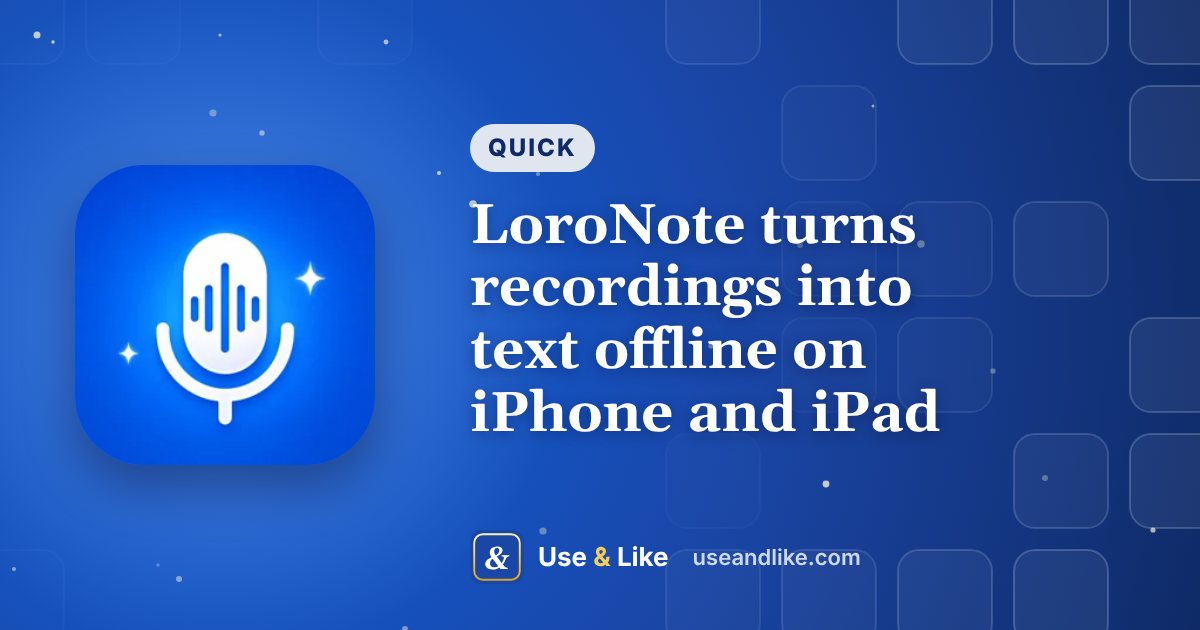 QUICK
LoroNote turns
recordings into
text offline on
iPhone and iPad
& Use & Like useandlike.com